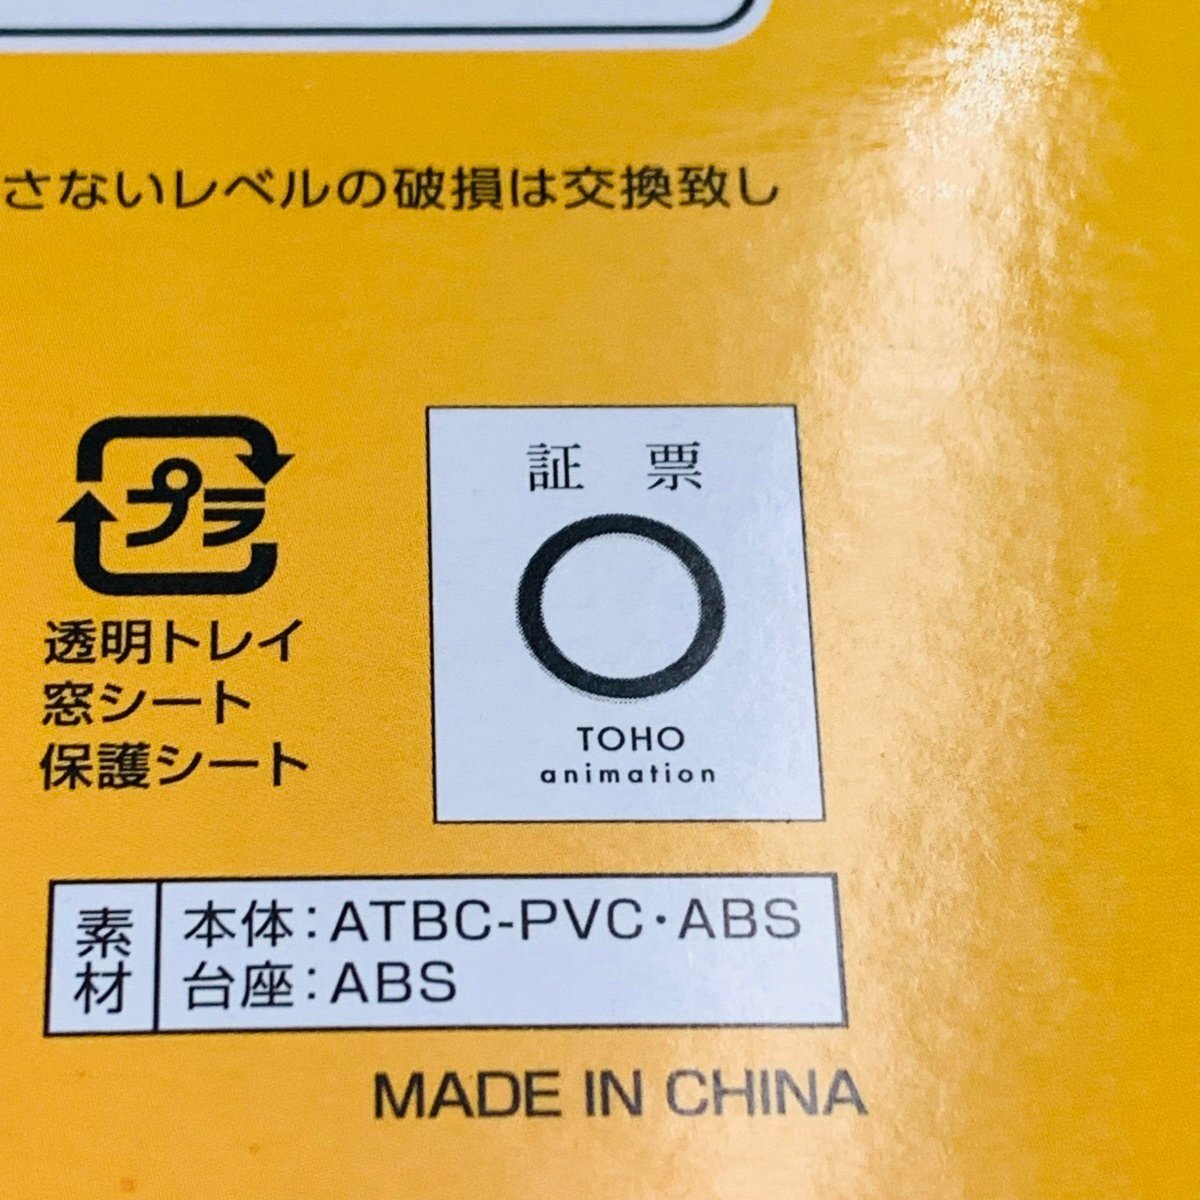 さないレベルの破損は交換致し
プラ
透明トレイ
窓シート
保護シート
証 票
TOHO
animation
素材
本体:ATBC-PVC・ABS
台座:ABS
MADE IN CHINA